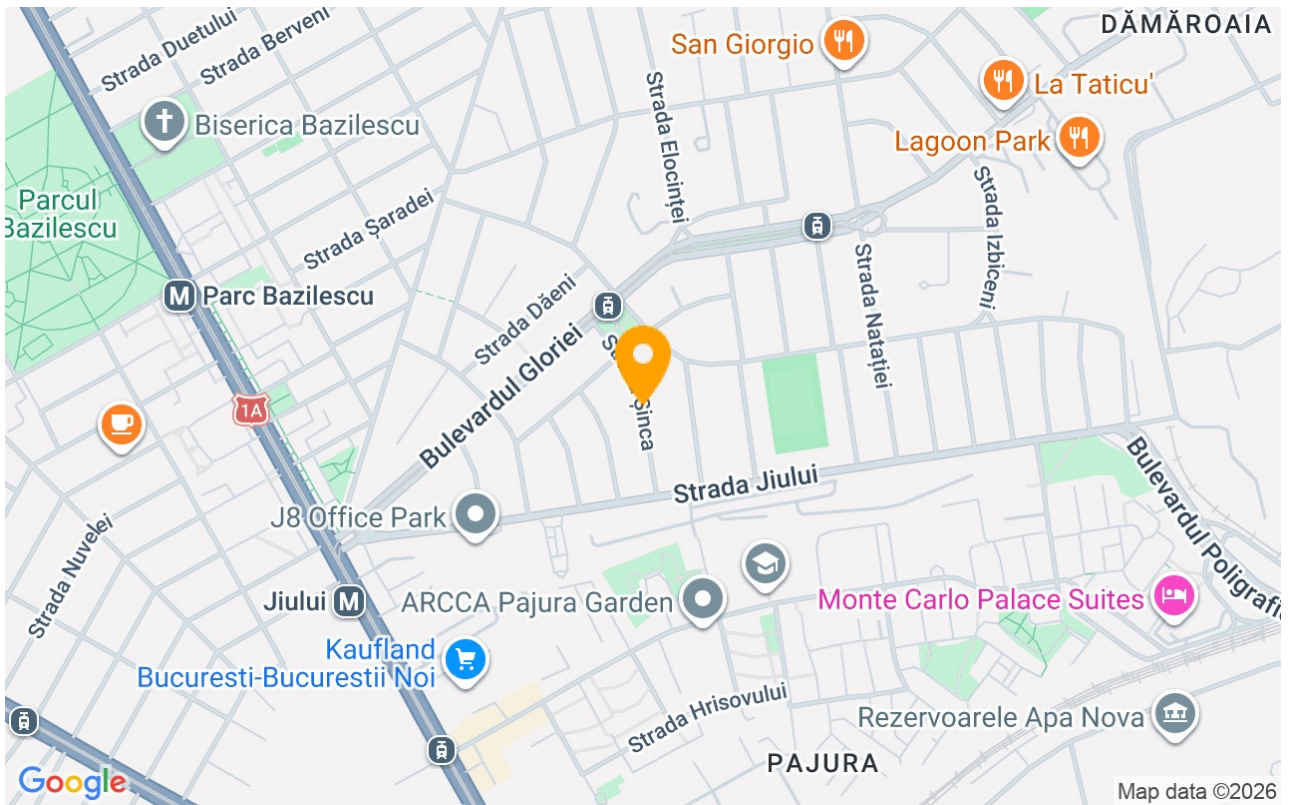 DĂMĂROAIA
Strada Duetului
Strada Berveni
San Giorgio
La Taticu'
Strada Elocinței
Biserica Bazilescu
Lagoon Park
Strada Izbiceni
Parcul
Bazilescu
Strada Șaradei
Strada Natației
M Parc Bazilescu
Strada Dăeni
Bulevardul Gloriei
Șinca
1A
Strada Jiului
Bulevardul Poligrafie
J8 Office Park
Strada Nuvelei
Jiului M
ARCCA Pajura Garden
Monte Carlo Palace Suites
Kaufland
Bucuresti-Bucurestii Noi
Strada Hrisovului
Rezervoarele Apa Nova
PAJURA
Google
Map data ©2026